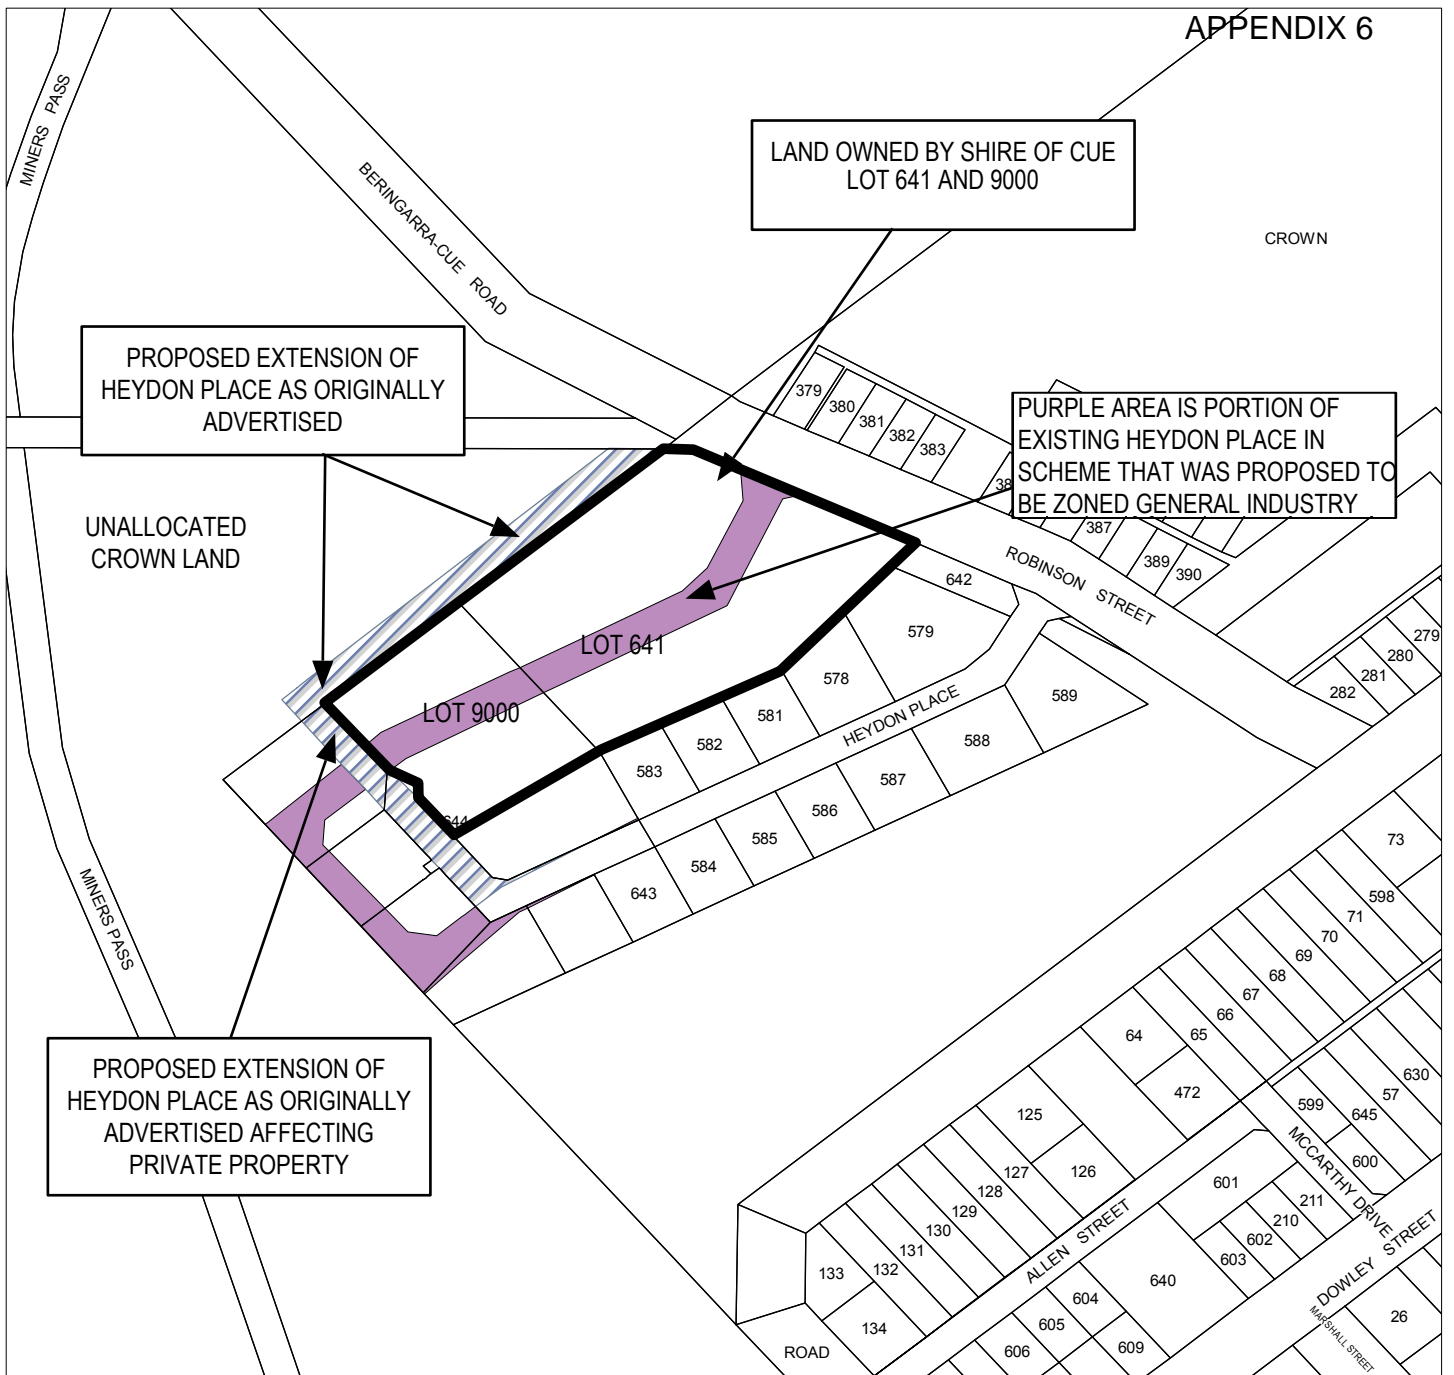 APPENDIX 6
MINERS PASS
BERINGARRA-CUE ROAD
LAND OWNED BY SHIRE OF CUE
LOT 641 AND 9000
CROWN
PROPOSED EXTENSION OF
HEYDON PLACE AS ORIGINALLY
ADVERTISED
379
380
381
382
383
PURPLE AREA IS PORTION OF
EXISTING HEYDON PLACE IN
SCHEME THAT WAS PROPOSED TO
BE ZONED GENERAL INDUSTRY
387
389
390
UNALLOCATED
CROWN LAND
ROBINSON STREET
642
579
578
LOT 641
LOT 9000
581
582
583
HEYDON PLACE
589
588
587
586
585
584
643
644
279
280
281
282
MINERS PASS
73
598
71
70
69
68
67
66
65
64
472
PROPOSED EXTENSION OF
HEYDON PLACE AS ORIGINALLY
ADVERTISED AFFECTING
PRIVATE PROPERTY
630
57
645
599
600
MCCARTHY DRIVE
125
126
127
128
129
130
131
132
133
134
ALLEN STREET
601
211
210
602
603
640
604
605
606
609
DOWLEY STREET
MARSHALL STREET
26
ROAD